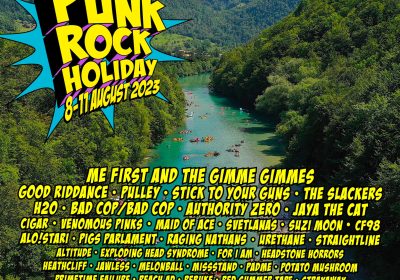 PUNK
ROCK
HOLIDAY
8-11 AUGUST 2023
ME FIRST AND THE GIMME GIMMES
GOOD RIDDANCE • PULLEY • STICK TO YOUR GUNS • THE SLACKERS
H2O • BAD COP/BAD COP • AUTHORITY ZERO • JAYA THE CAT
CIGAR • VENOMOUS PINKS • MAID OF ACE • SVETLANAS • SUZI MOON • CF98
ALO!STARI • PIGS PARLAMENT • RAGING NATHANS • URETHANE • STRAIGHTLINE
ALTITUDE • EXPLODING HEAD SYNDROME • FOR I AM • HEADSTONE HORRORS
HEATHCLIFF • LAWLESS • MELONBALL • MISSSTAND • PADME • POTATO MUSHROOM